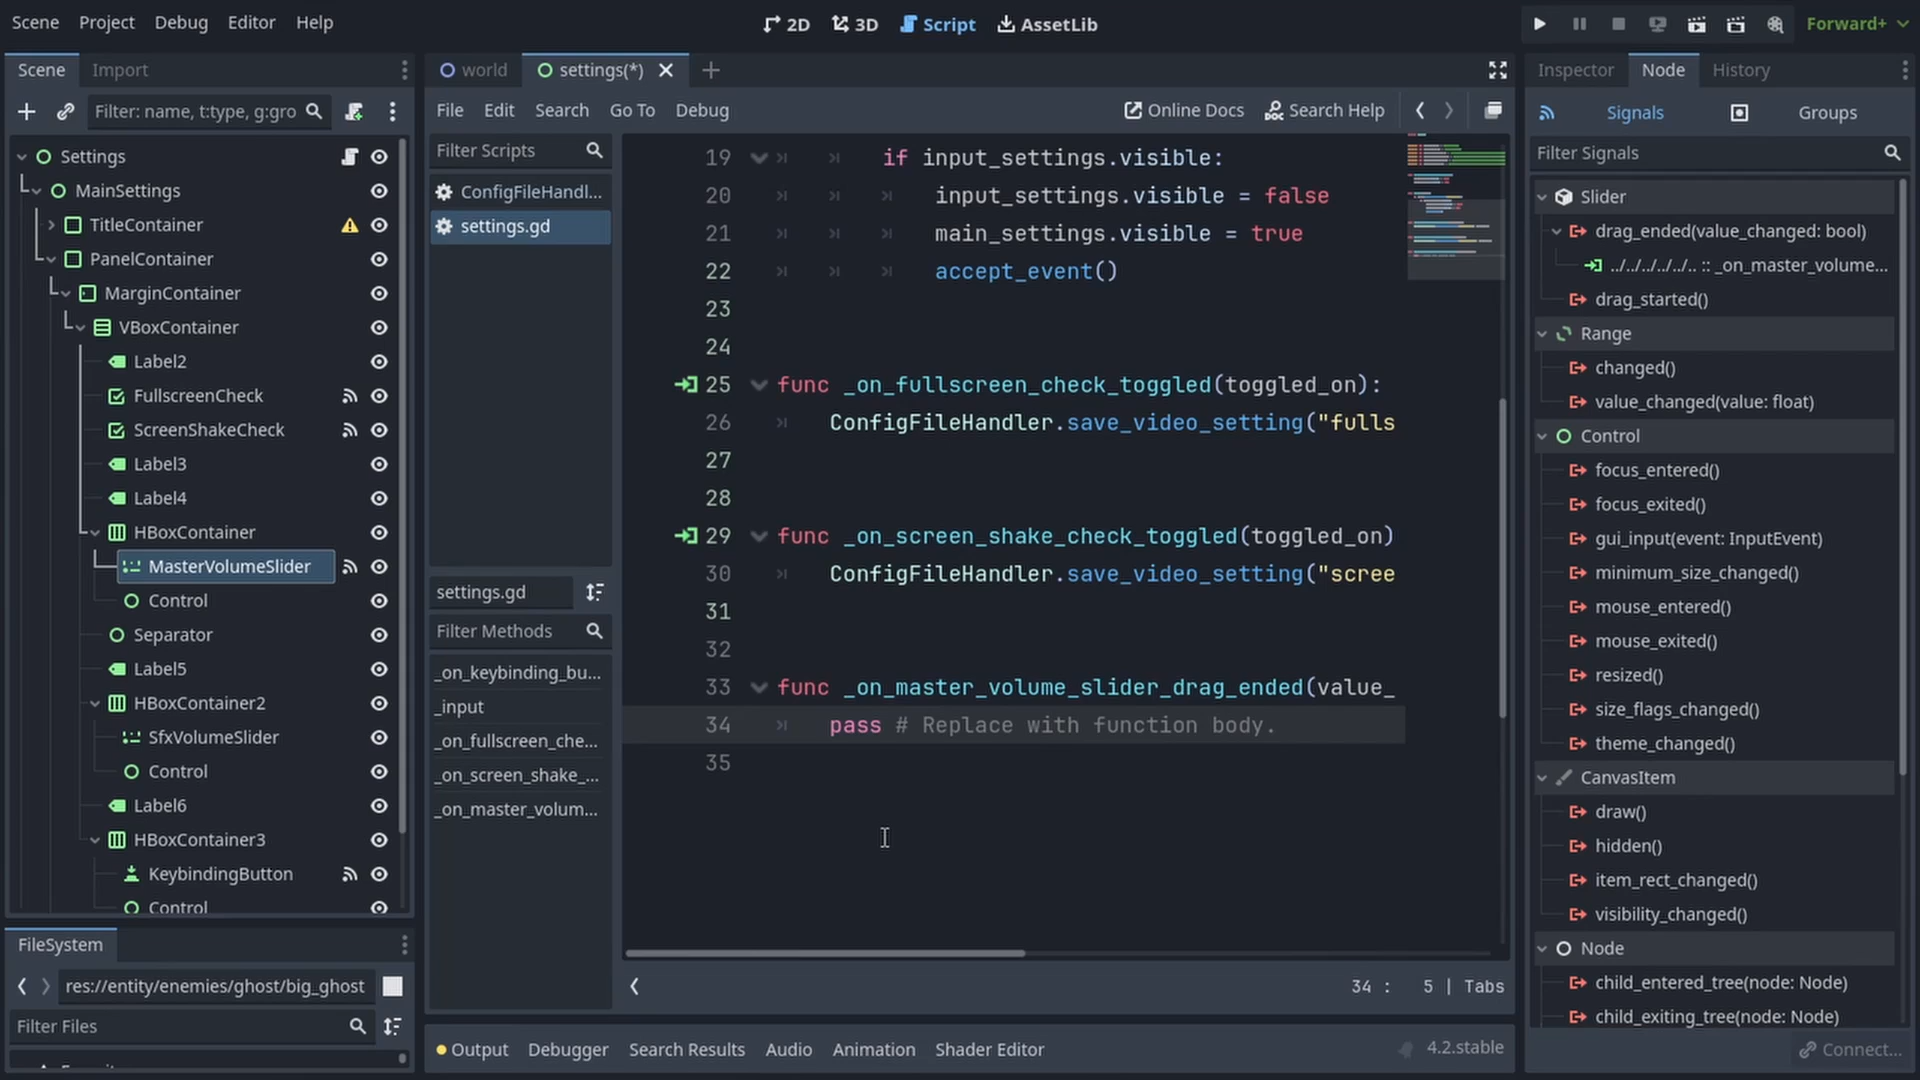 Scene Project Debug Editor Help
2D 3D Script AssetLib
Forward+
Scene Import
Filter: name, t:type, g:gro
Settings
MainSettings
TitleContainer
PanelContainer
MarginContainer
VBoxContainer
Label2
FullscreenCheck
ScreenShakeCheck
Label3
Label4
HBoxContainer
MasterVolumeSlider
Control
Separator
Label5
HBoxContainer2
SfxVolumeSlider
Control
Label6
HBoxContainer3
KeybindingButton
Control
FileSystem
res://entity/enemies/ghost/big_ghost
Filter Files
world settings(*)
File Edit Search Go To Debug
Online Docs Search Help
Filter Scripts
ConfigFileHandl...
settings.gd
settings.gd
Filter Methods
_on_keybinding_bu...
_input
_on_fullscreen_che...
_on_screen_shake_...
_on_master_volum...
19 if input_settings.visible:
20 input_settings.visible = false
21 main_settings.visible = true
22 accept_event()
23
24
25 func _on_fullscreen_check_toggled(toggled_on):
26 ConfigFileHandler.save_video_setting("fulls
27
28
29 func _on_screen_shake_check_toggled(toggled_on)
30 ConfigFileHandler.save_video_setting("scree
31
32
33 func _on_master_volume_slider_drag_ended(value_
34 pass # Replace with function body.
35
34 : 5 | Tabs
Output Debugger Search Results Audio Animation Shader Editor
4.2.stable
Inspector Node History
Signals Groups
Filter Signals
Slider
drag_ended(value_changed: bool)
../../../../../.. :: _on_master_volume...
drag_started()
Range
changed()
value_changed(value: float)
Control
focus_entered()
focus_exited()
gui_input(event: InputEvent)
minimum_size_changed()
mouse_entered()
mouse_exited()
resized()
size_flags_changed()
theme_changed()
CanvasItem
draw()
hidden()
item_rect_changed()
visibility_changed()
Node
child_entered_tree(node: Node)
child_exiting_tree(node: Node)
Connect...